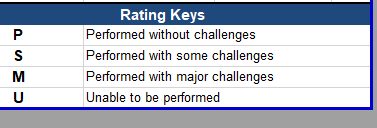 Rating Keys
P Performed without challenges
S Performed with some challenges
M Performed with major challenges
U Unable to be performed